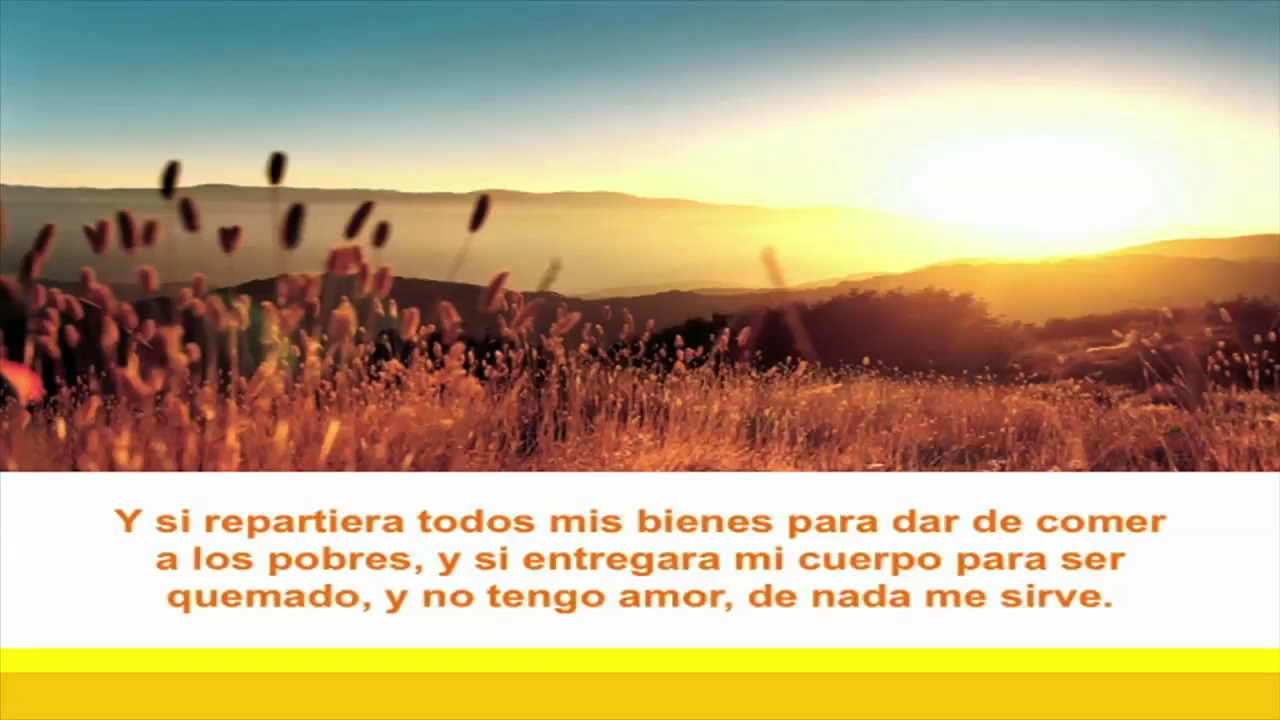 Y si repartiera todos mis bienes para dar de comer
a los pobres, y si entregara mi cuerpo para ser
quemado, y no tengo amor, de nada me sirve.